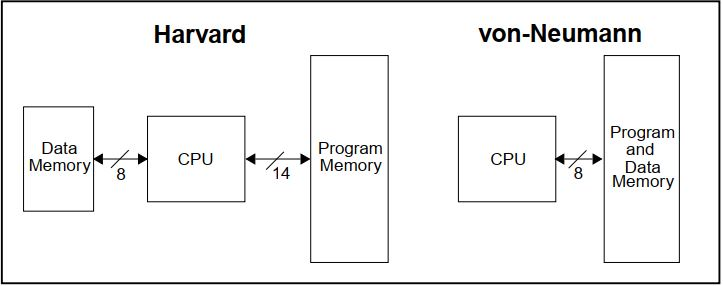 Harvard
von-Neumann
Data
Memory
8
CPU
14
Program
Memory
CPU
8
Program
and
Data
Memory